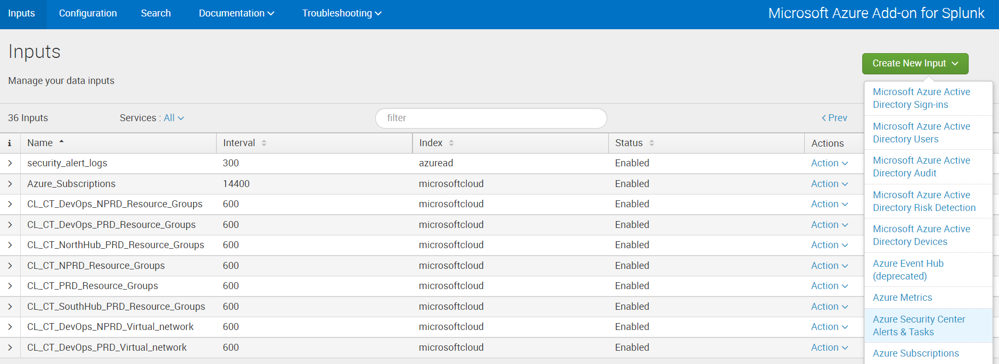 Inputs Configuration Search Documentation Troubleshooting Microsoft Azure Add-on for Splunk
Inputs
Create New Input
Manage your data inputs
36 Inputs Services : All filter Prev
i Name Interval Index Status Actions
security_alert_logs 300 azuread Enabled Action
Azure_Subscriptions 14400 microsoftcloud Enabled Action
CL_CT_DevOps_NPRD_Resource_Groups 600 microsoftcloud Enabled Action
CL_CT_DevOps_PRD_Resource_Groups 600 microsoftcloud Enabled Action
CL_CT_NorthHub_PRD_Resource_Groups 600 microsoftcloud Enabled Action
CL_CT_NPRD_Resource_Groups 600 microsoftcloud Enabled Action
CL_CT_PRD_Resource_Groups 600 microsoftcloud Enabled Action
CL_CT_SouthHub_PRD_Resource_Groups 600 microsoftcloud Enabled Action
CL_CT_DevOps_NPRD_Virtual_network 600 microsoftcloud Enabled Action
CL_CT_DevOps_PRD_Virtual_network 600 microsoftcloud Enabled Action
Microsoft Azure Active
Directory Sign-ins
Microsoft Azure Active
Directory Users
Microsoft Azure Active
Directory Audit
Microsoft Azure Active
Directory Risk Detection
Microsoft Azure Active
Directory Devices
Azure Event Hub
(deprecated)
Azure Metrics
Azure Security Center
Alerts & Tasks
Azure Subscriptions